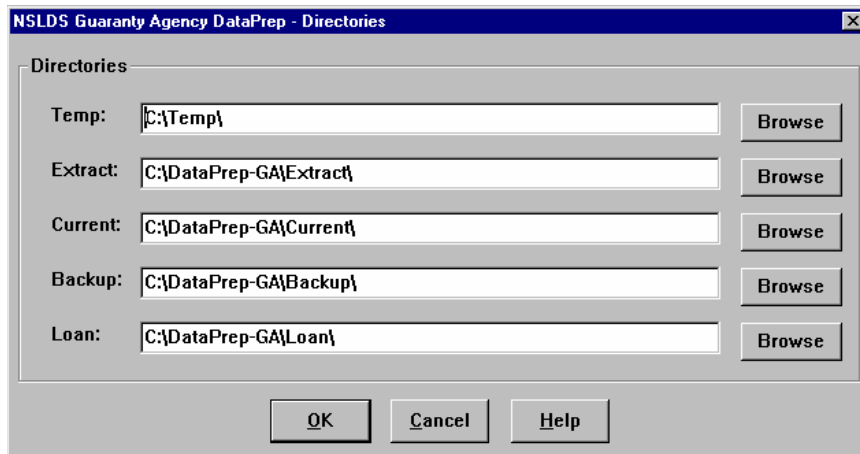 NSLDS Guaranty Agency DataPrep - Directories
Directories
Temp: C:\Temp\ Browse
Extract: C:\DataPrep-GA\Extract\ Browse
Current: C:\DataPrep-GA\Current\ Browse
Backup: C:\DataPrep-GA\Backup\ Browse
Loan: C:\DataPrep-GA\Loan\ Browse
OK Cancel Help